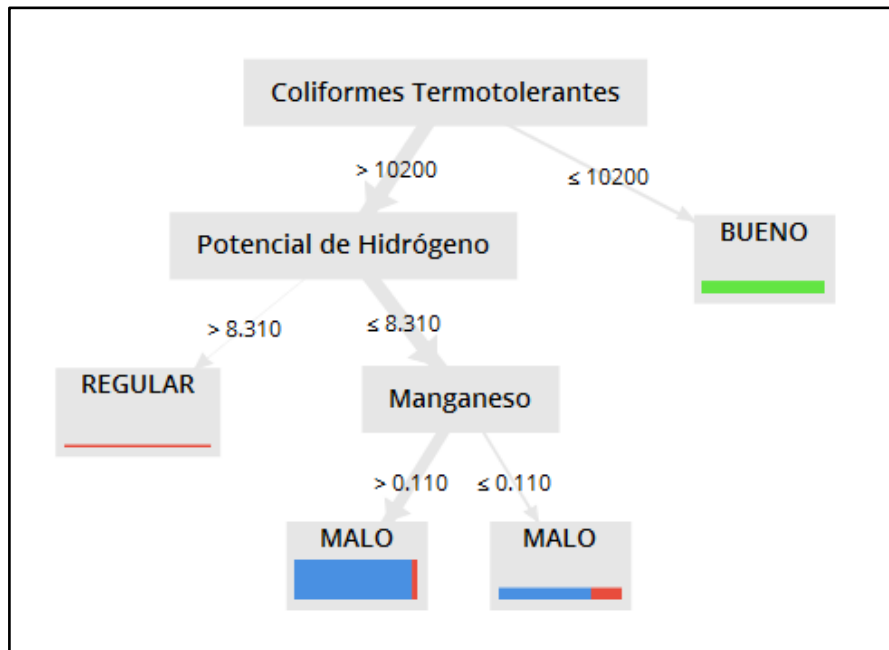 Coliformes Termotolerantes
> 10200
≤ 10200
Potencial de Hidrógeno
BUENO
> 8.310
≤ 8.310
REGULAR
Manganeso
> 0.110
≤ 0.110
MALO
MALO